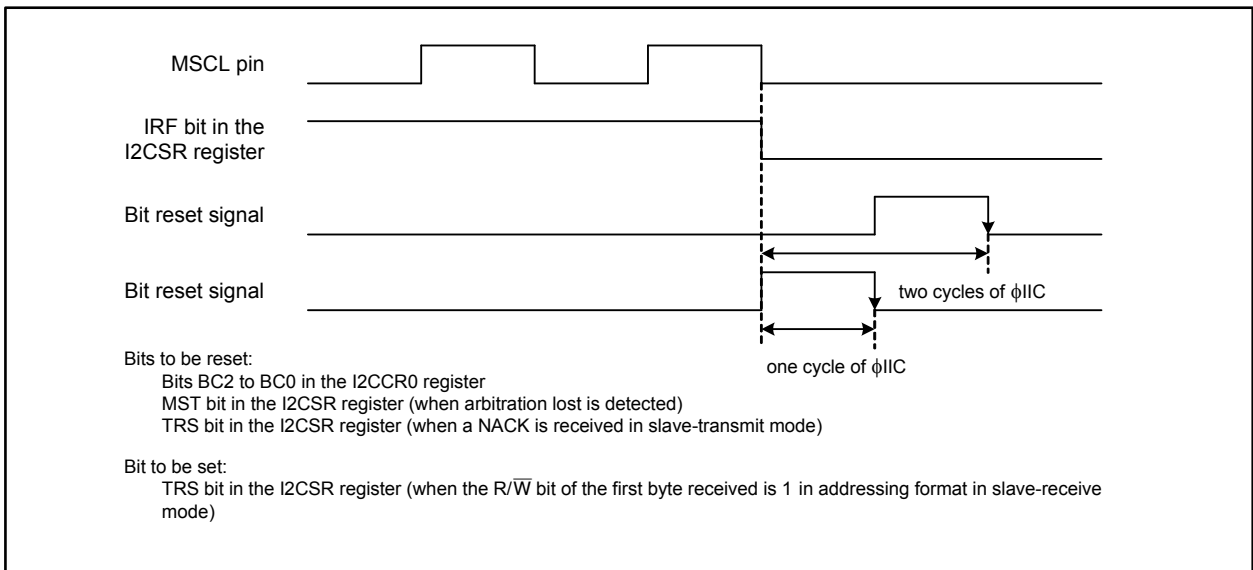 MSCL pin
IRF bit in the
I2CSR register
Bit reset signal
two cycles of ϕIIC
Bit reset signal
one cycle of ϕIIC
Bits to be reset:
Bits BC2 to BC0 in the I2CCR0 register
MST bit in the I2CSR register (when arbitration lost is detected)
TRS bit in the I2CSR register (when a NACK is received in slave-transmit mode)
Bit to be set:
TRS bit in the I2CSR register (when the R/W̅ bit of the first byte received is 1 in addressing format in slave-receive
mode)